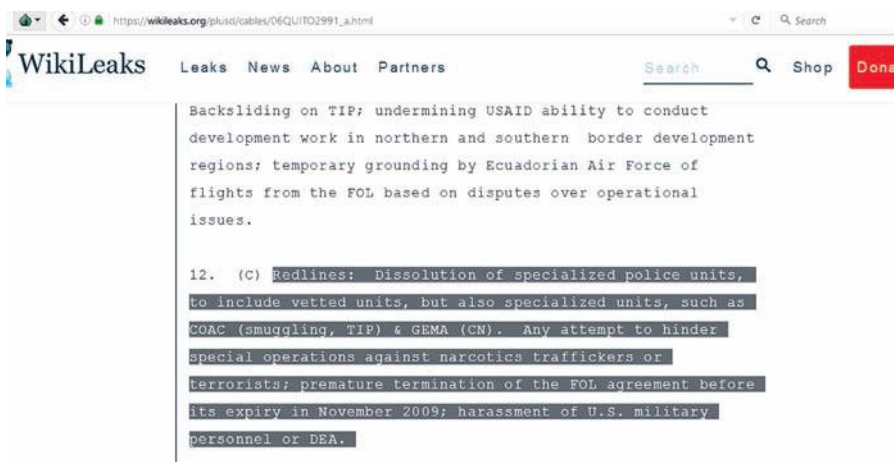 https://wikileaks.org/plusd/cables/06QUITO2991_a.html
Search
WikiLeaks Leaks News About Partners Search Shop Dona
Backsliding on TIP; undermining USAID ability to conduct
development work in northern and southern border development
regions; temporary grounding by Ecuadorian Air Force of
flights from the FOL based on disputes over operational
issues.
12. (C) Redlines: Dissolution of specialized police units,
to include vetted units, but also specialized units, such as
COAC (smuggling, TIP) & GEMA (CN). Any attempt to hinder
special operations against narcotics traffickers or
terrorists; premature termination of the FOL agreement before
its expiry in November 2009; harassment of U.S. military
personnel or DEA.